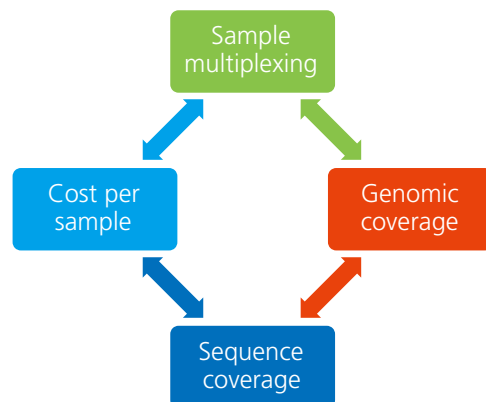 Sample
multiplexing
Cost per
sample
Genomic
coverage
Sequence
coverage